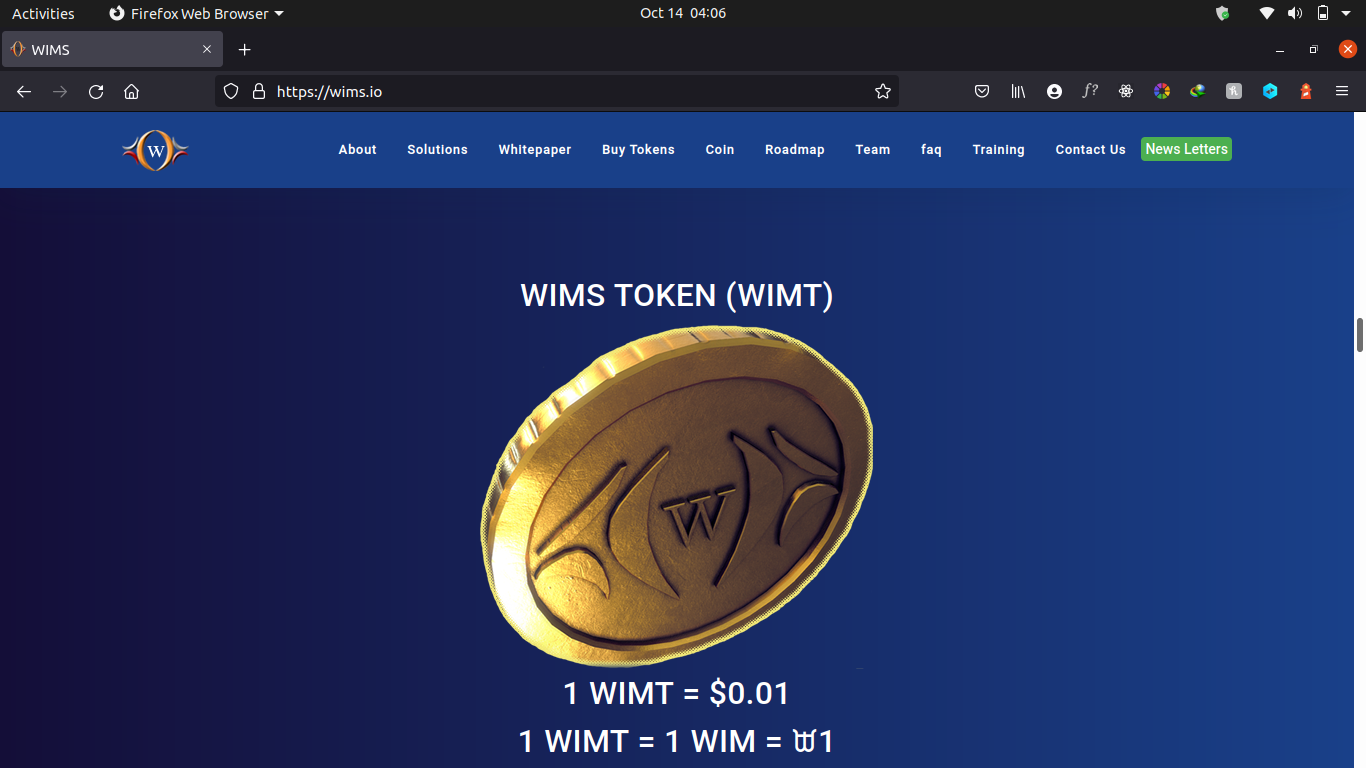 Activities Firefox Web Browser Oct 14 04:06
WIMS
https://wims.io
W About Solutions Whitepaper Buy Tokens Coin Roadmap Team faq Training Contact Us News Letters
WIMS TOKEN (WIMT)
W
1 WIMT = $0.01
1 WIMT = 1 WIM = 1